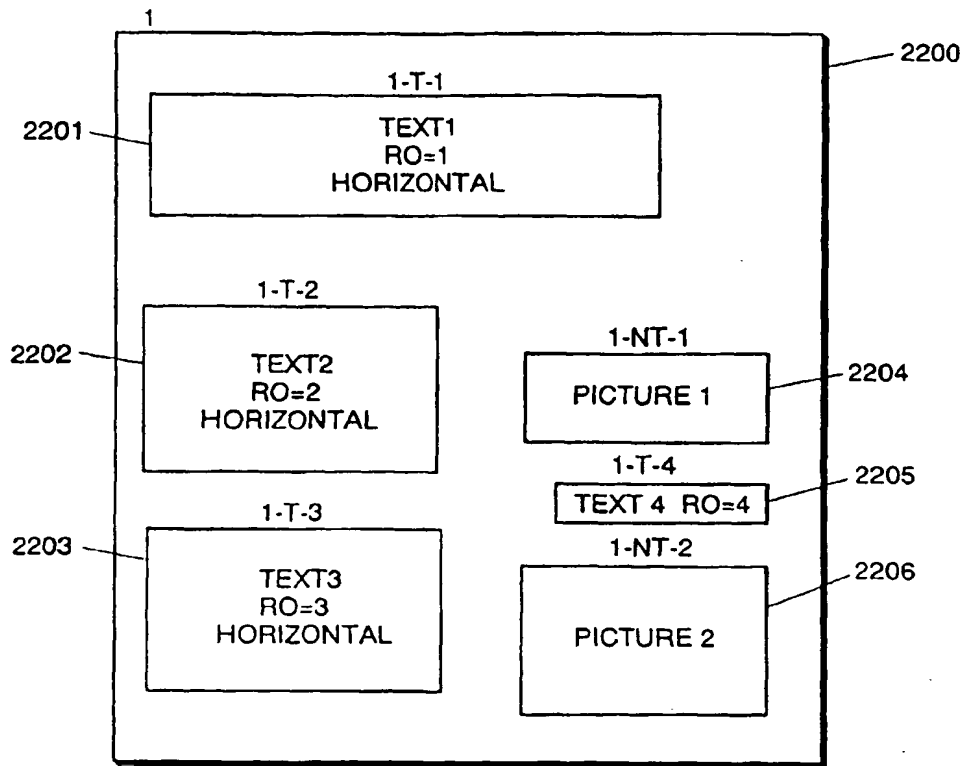 1
2200
1-T-1
2201
TEXT1
RO=1
HORIZONTAL
1-T-2
2202
TEXT2
RO=2
HORIZONTAL
1-NT-1
2204
PICTURE 1
1-T-4
2205
TEXT 4 RO=4
1-T-3
2203
TEXT3
RO=3
HORIZONTAL
1-NT-2
2206
PICTURE 2